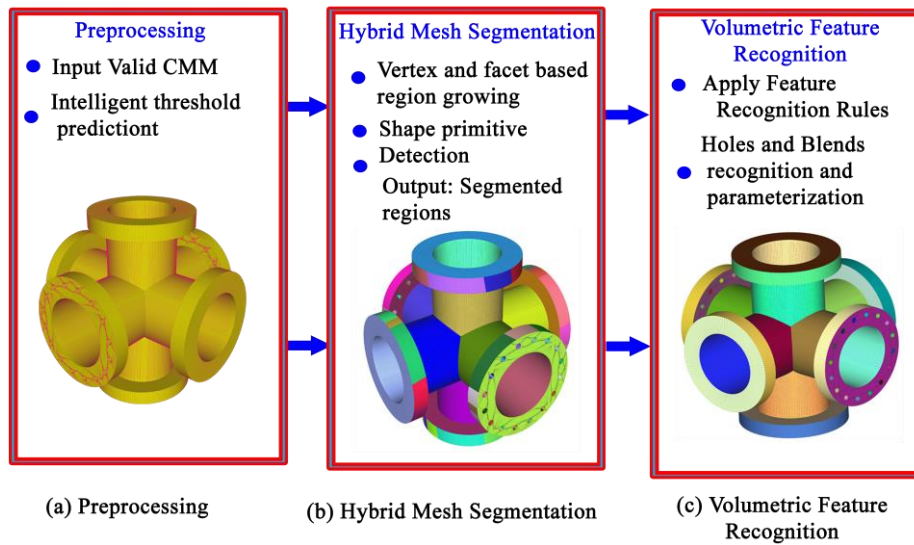 Preprocessing
Input Valid CMM
Intelligent threshold
predictiont
Hybrid Mesh Segmentation
Vertex and facet based
region growing
Shape primitive
Detection
Output: Segmented
regions
Volumetric Feature
Recognition
Apply Feature
Recognition Rules
Holes and Blends
recognition and
parameterization
(a) Preprocessing
(b) Hybrid Mesh Segmentation
(c) Volumetric Feature
Recognition